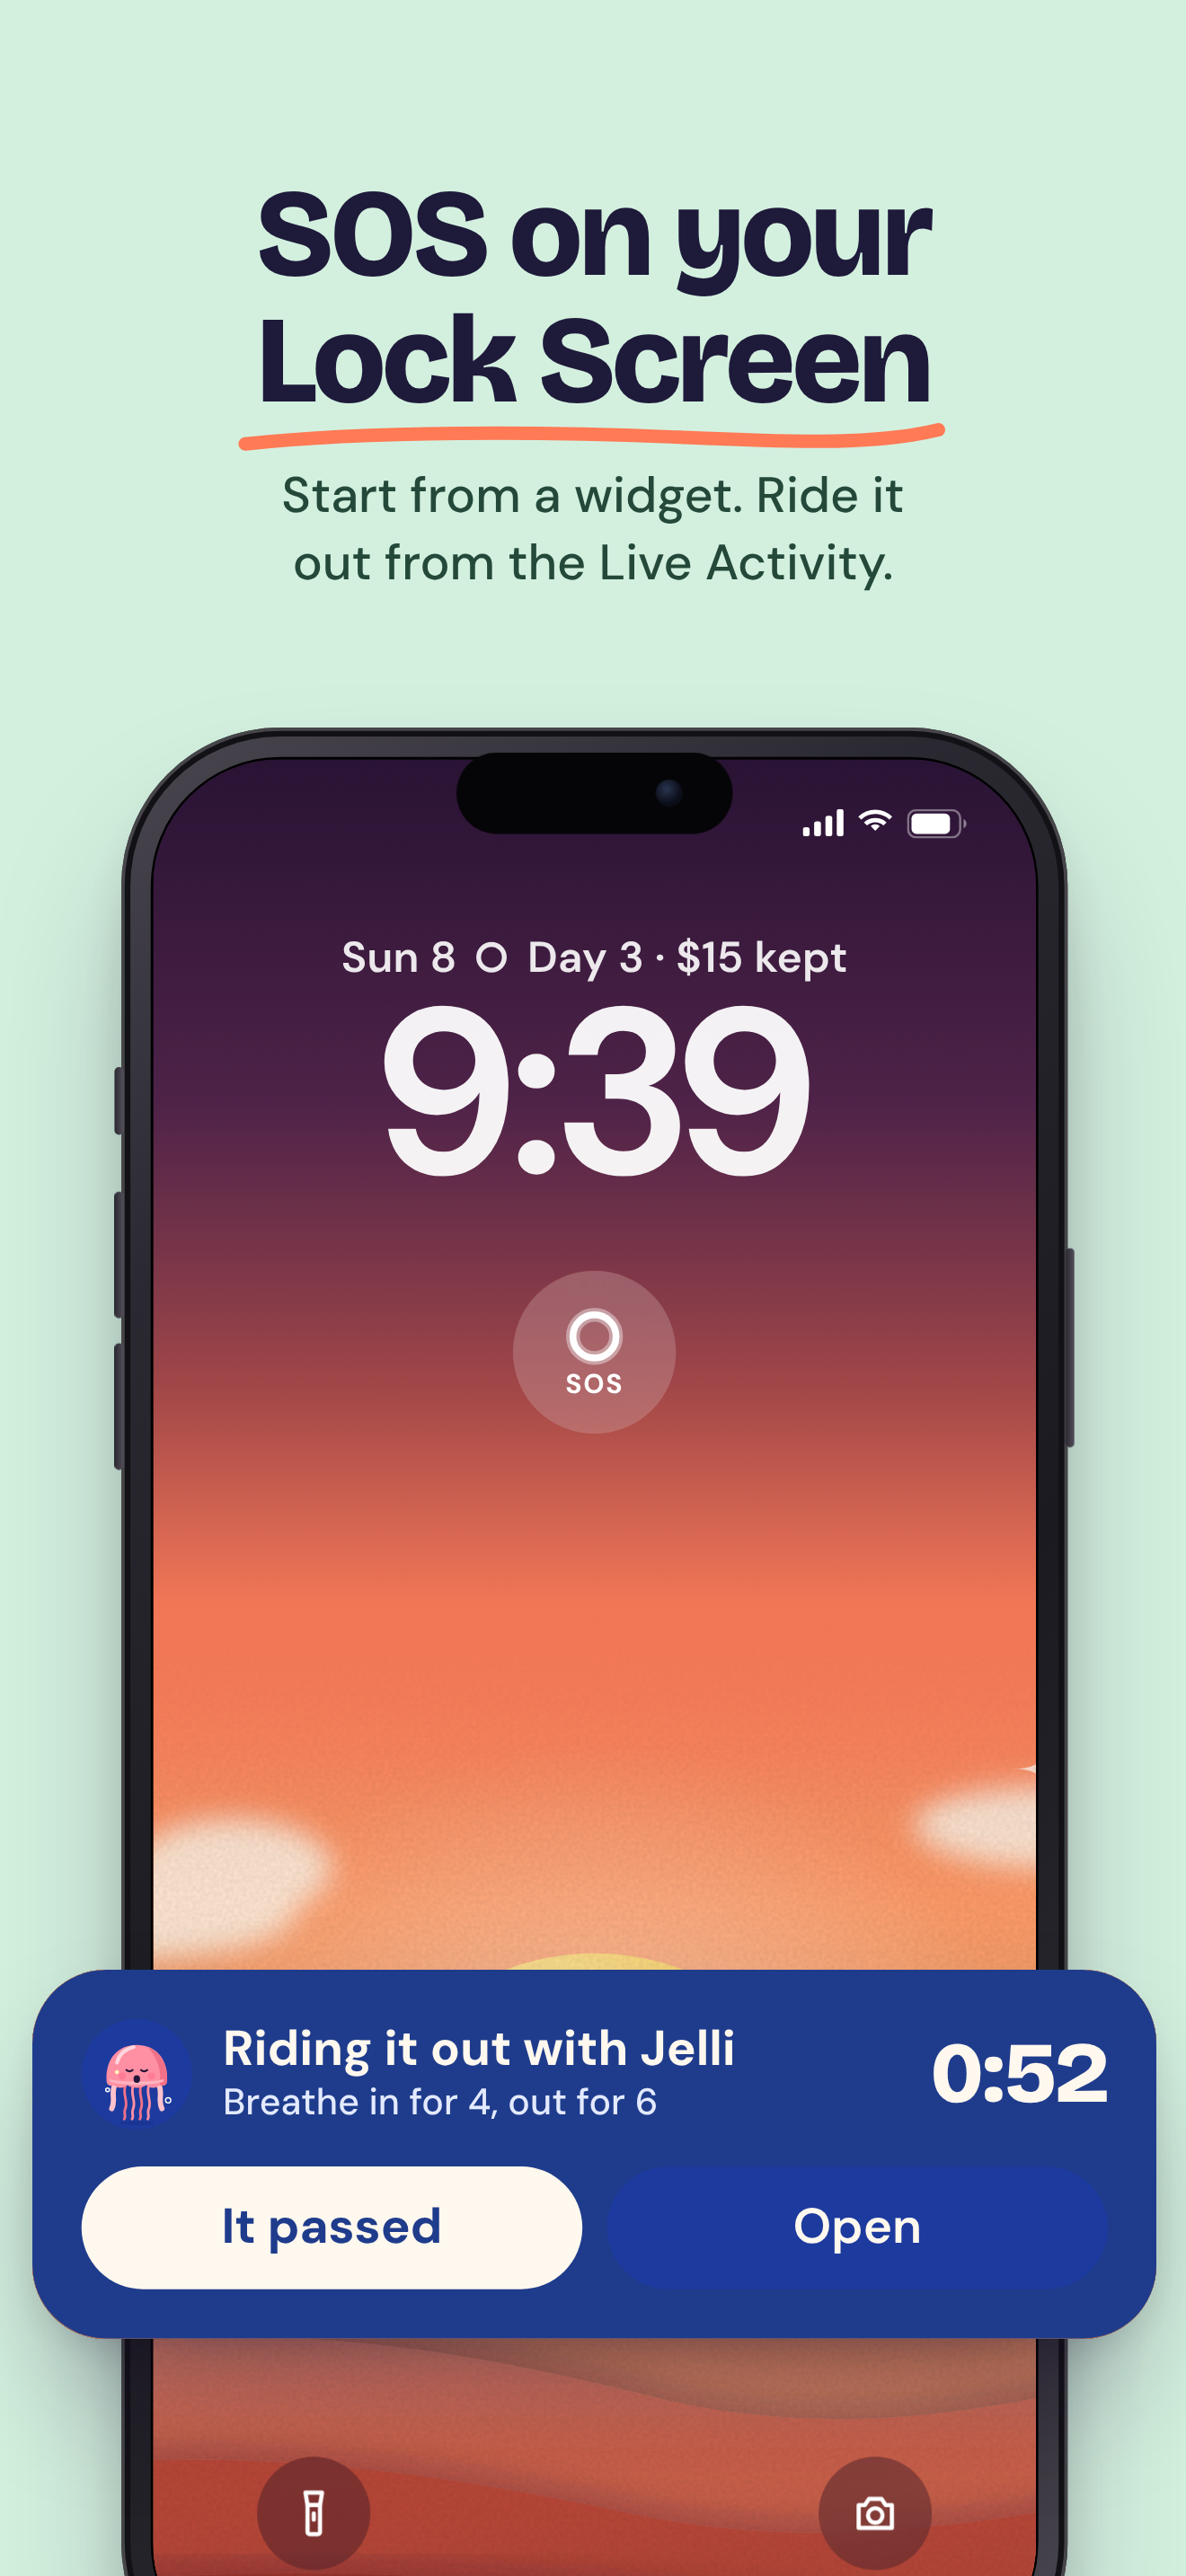 SOS on your
Lock Screen
Start from a widget. Ride it
out from the Live Activity.
Sun 8 Day 3 · $15 kept
9:39
SOS
Riding it out with Jelli
Breathe in for 4, out for 6
0:52
It passed
Open